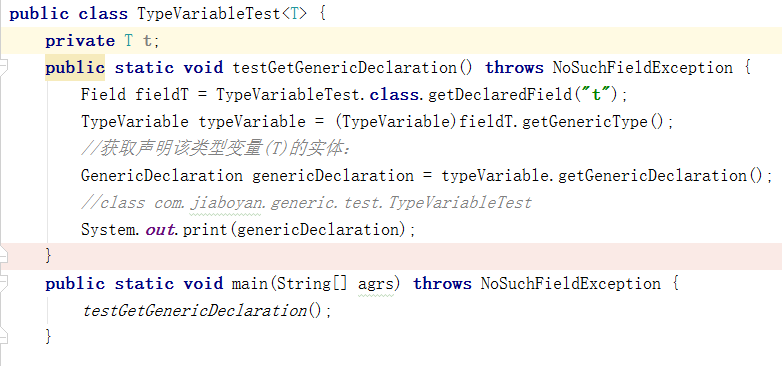 public class TypeVariableTest<T> {
private T t;
public static void testGetGenericDeclaration() throws NoSuchFieldException {
Field fieldT = TypeVariableTest.class.getDeclaredField("t");
TypeVariable typeVariable = (TypeVariable)fieldT.getGenericType();
//获取声明该类型变量(T)的实体:
GenericDeclaration genericDeclaration = typeVariable.getGenericDeclaration();
//class com.jiaboyan.generic.test.TypeVariableTest
System.out.print(genericDeclaration);
}
public static void main(String[] agrs) throws NoSuchFieldException {
testGetGenericDeclaration();
}